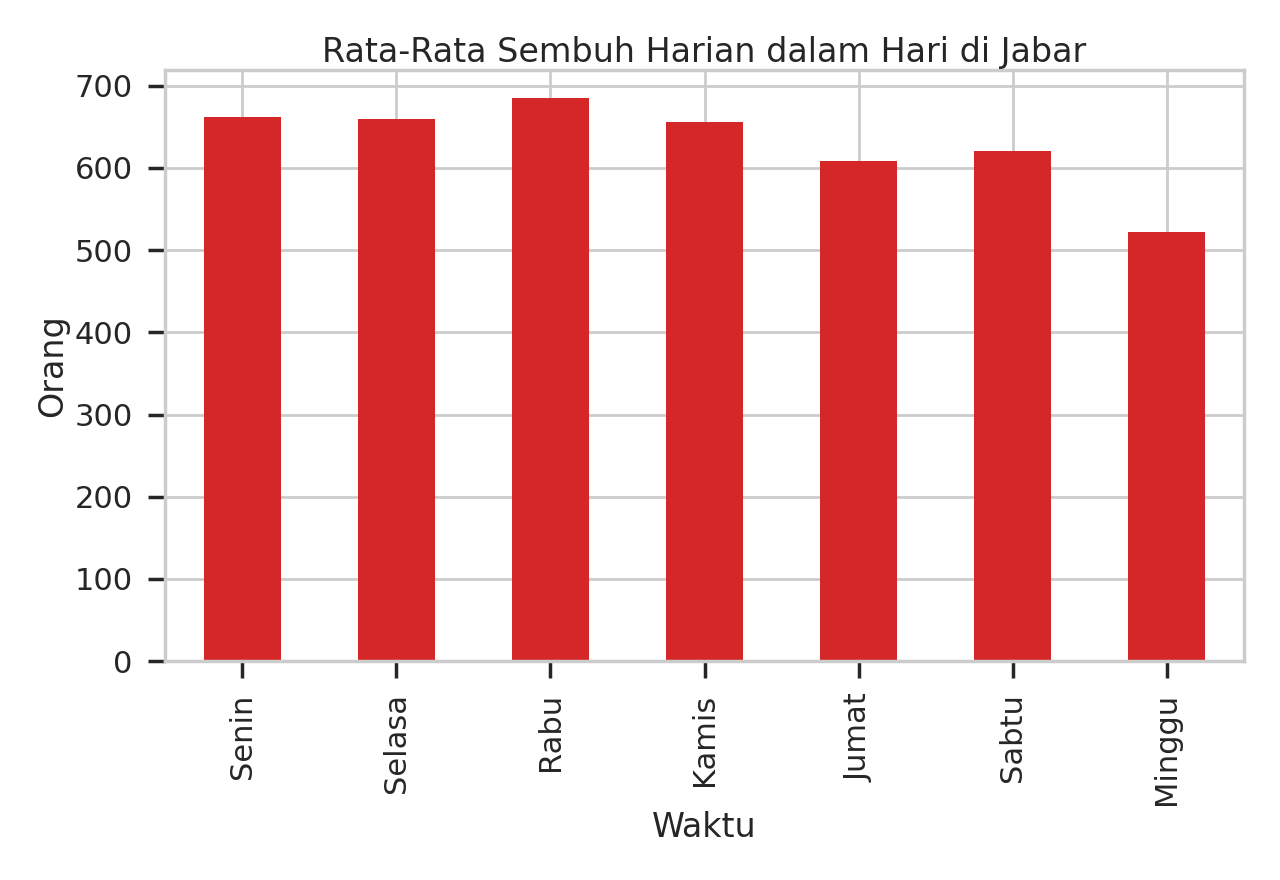 Rata-Rata Sembuh Harian dalam Hari di Jabar
Orang
700
600
500
400
300
200
100
0
Senin
Selasa
Rabu
Kamis
Jumat
Sabtu
Minggu
Waktu